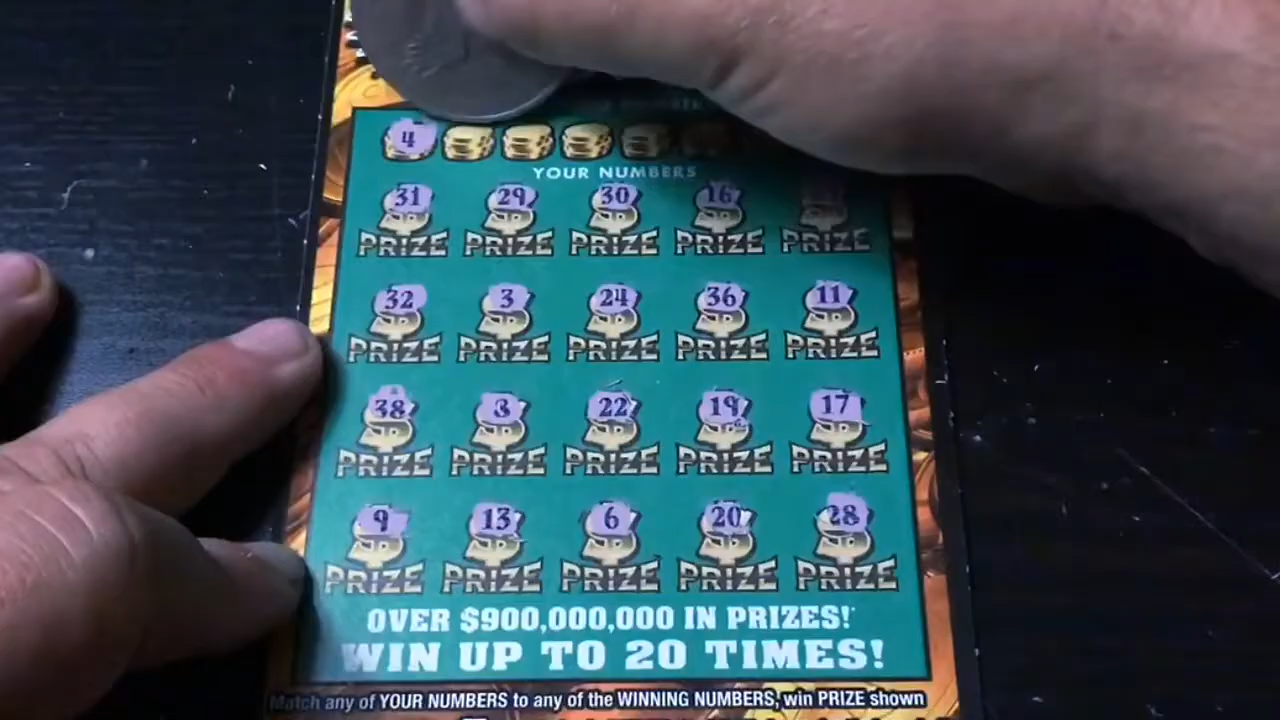 4
YOUR NUMBERS
31 29 30 16
PRIZE PRIZE PRIZE PRIZE PRIZE
32 3 24 36 11
PRIZE PRIZE PRIZE PRIZE PRIZE
38 8 22 19 17
PRIZE PRIZE PRIZE PRIZE PRIZE
9 13 6 20 28
PRIZE PRIZE PRIZE PRIZE PRIZE
OVER $900,000,000 IN PRIZES!*
WIN UP TO 20 TIMES!
Match any of YOUR NUMBERS to any of the WINNING NUMBERS, win PRIZE shown